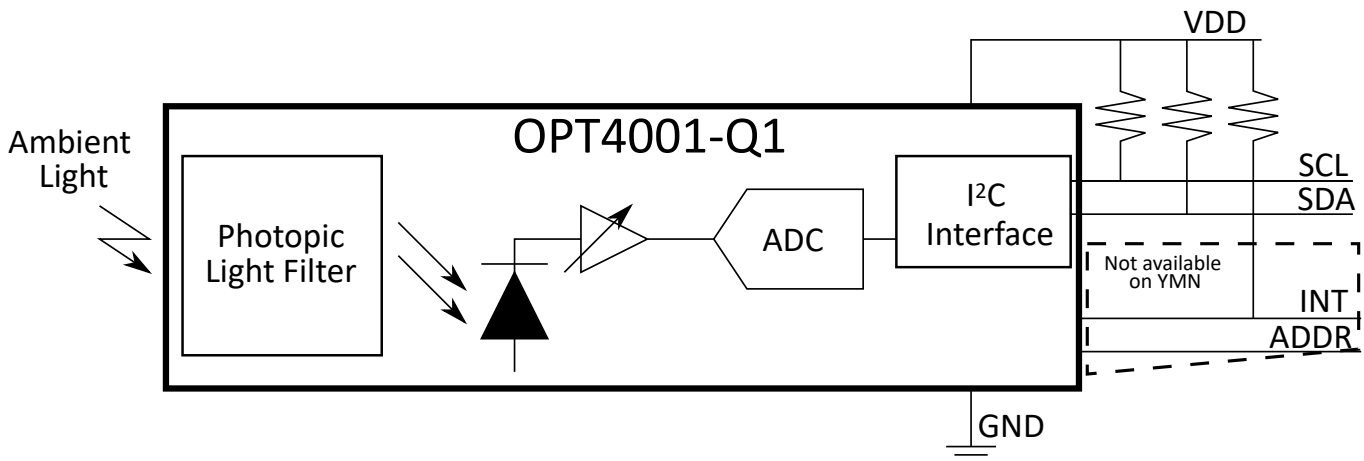 VDD
OPT4001-Q1
Ambient
Light
Photopic
Light Filter
ADC
I²C
Interface
SCL
SDA
Not available
on YMN
INT
ADDR
GND